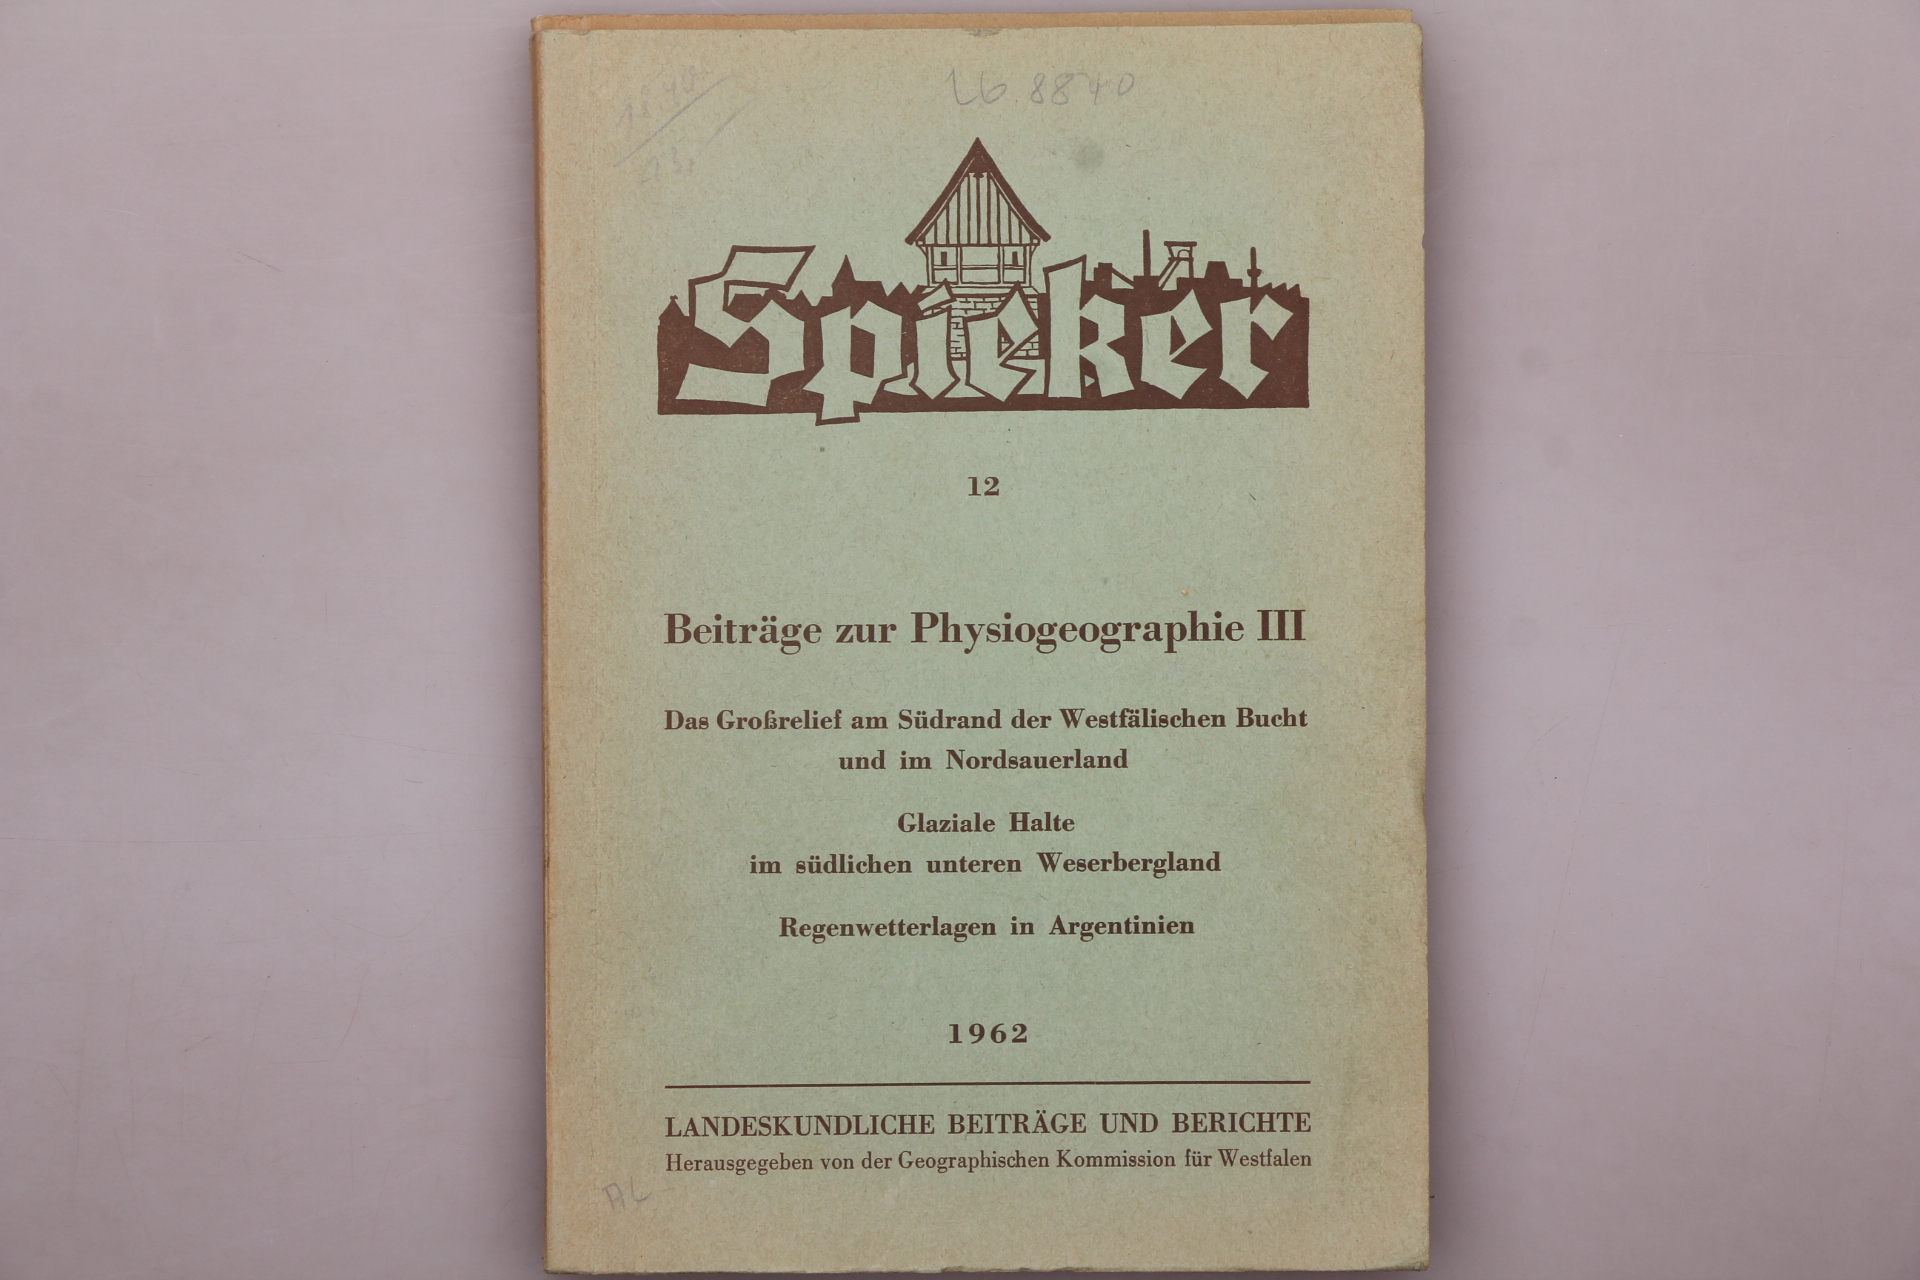 26.8840
Spieker
12
Beiträge zur Physiogeographie III
Das Großrelief am Südrand der Westfälischen Bucht
und im Nordsauerland
Glaziale Halte
im südlichen unteren Weserbergland
Regenwetterlagen in Argentinien
1962
LANDESKUNDLICHE BEITRÄGE UND BERICHTE
Herausgegeben von der Geographischen Kommission für Westfalen
AL